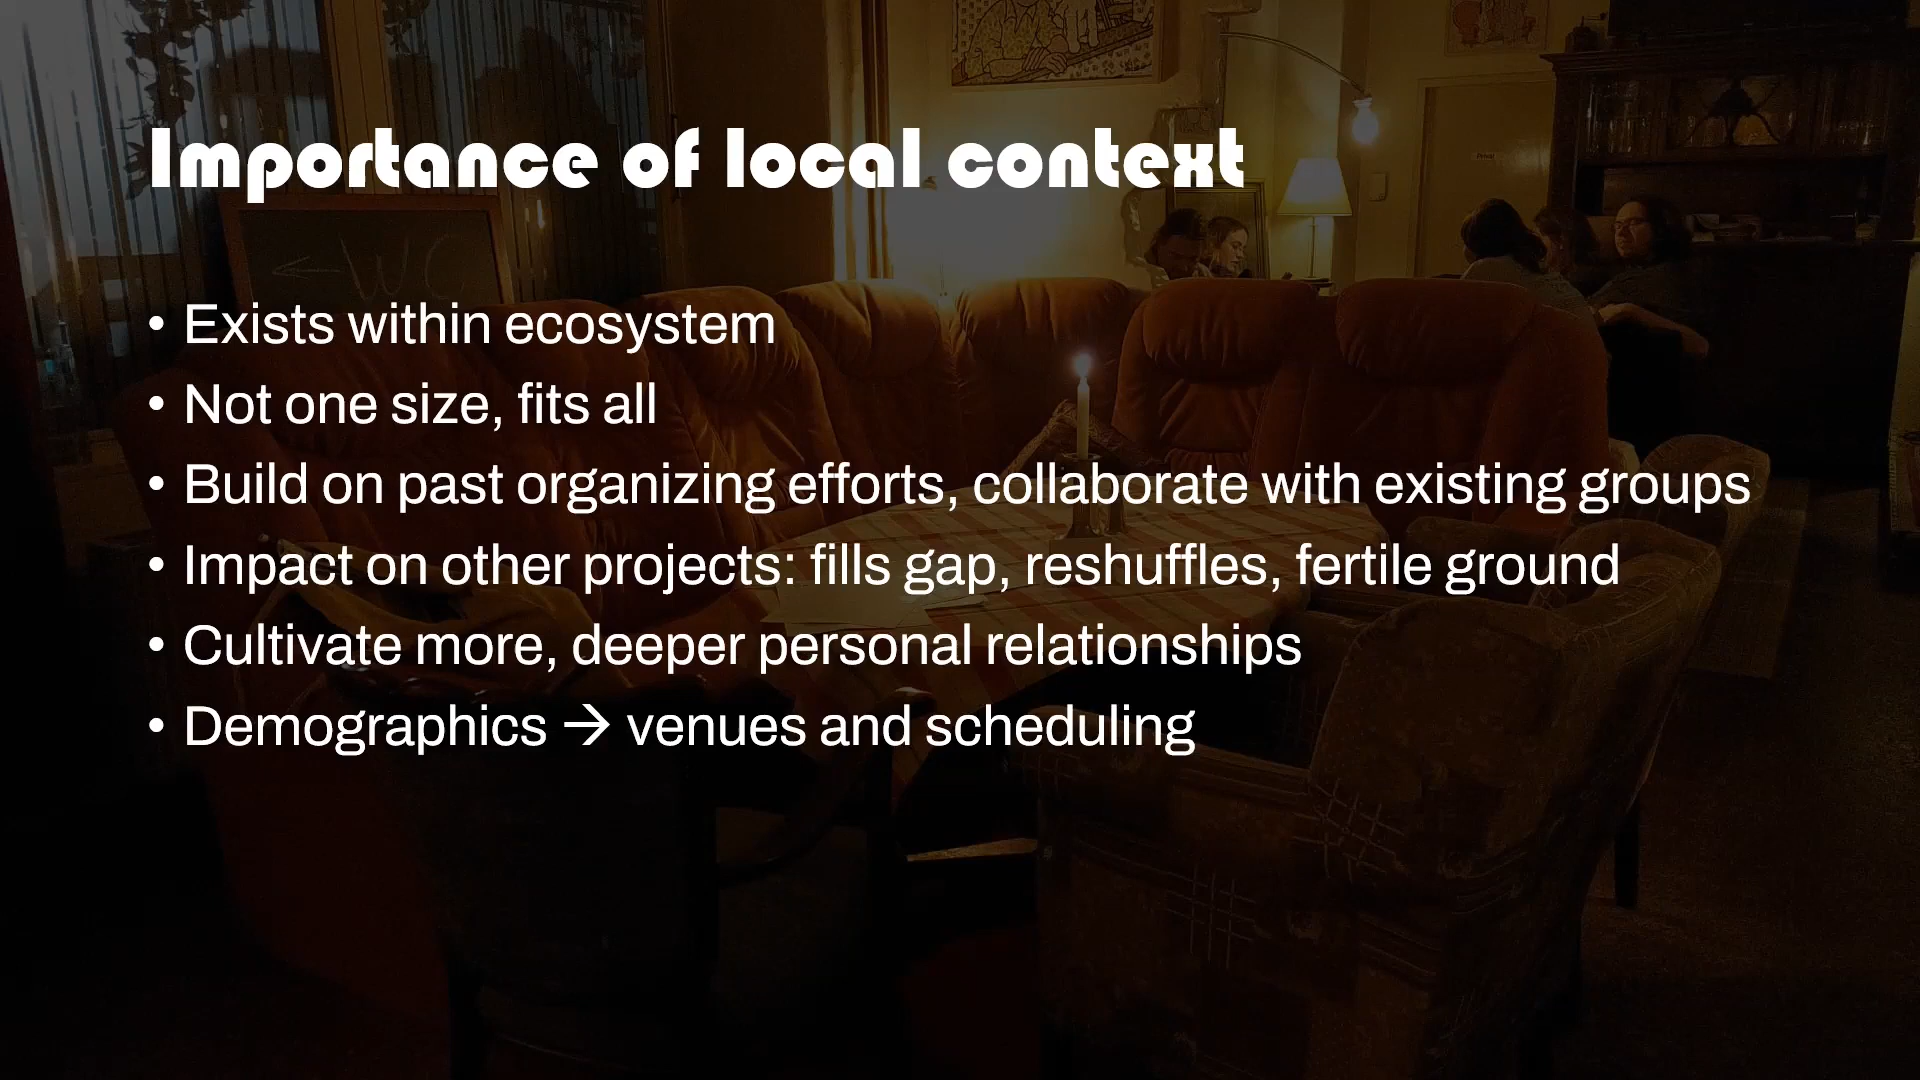 Importance of local context
← WC
• Exists within ecosystem
• Not one size, fits all
• Build on past organizing efforts, collaborate with existing groups
• Impact on other projects: fills gap, reshuffles, fertile ground
• Cultivate more, deeper personal relationships
• Demographics → venues and scheduling